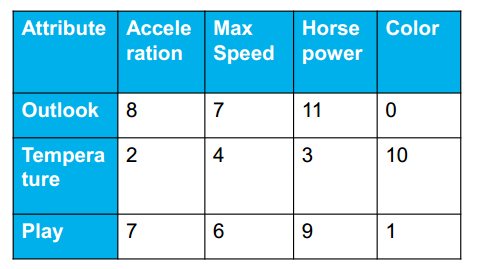 Attribute Accele Max Horse Color
ration Speed power
Outlook 8 7 11 0
Tempera 2 4 3 10
ture
Play 7 6 9 1